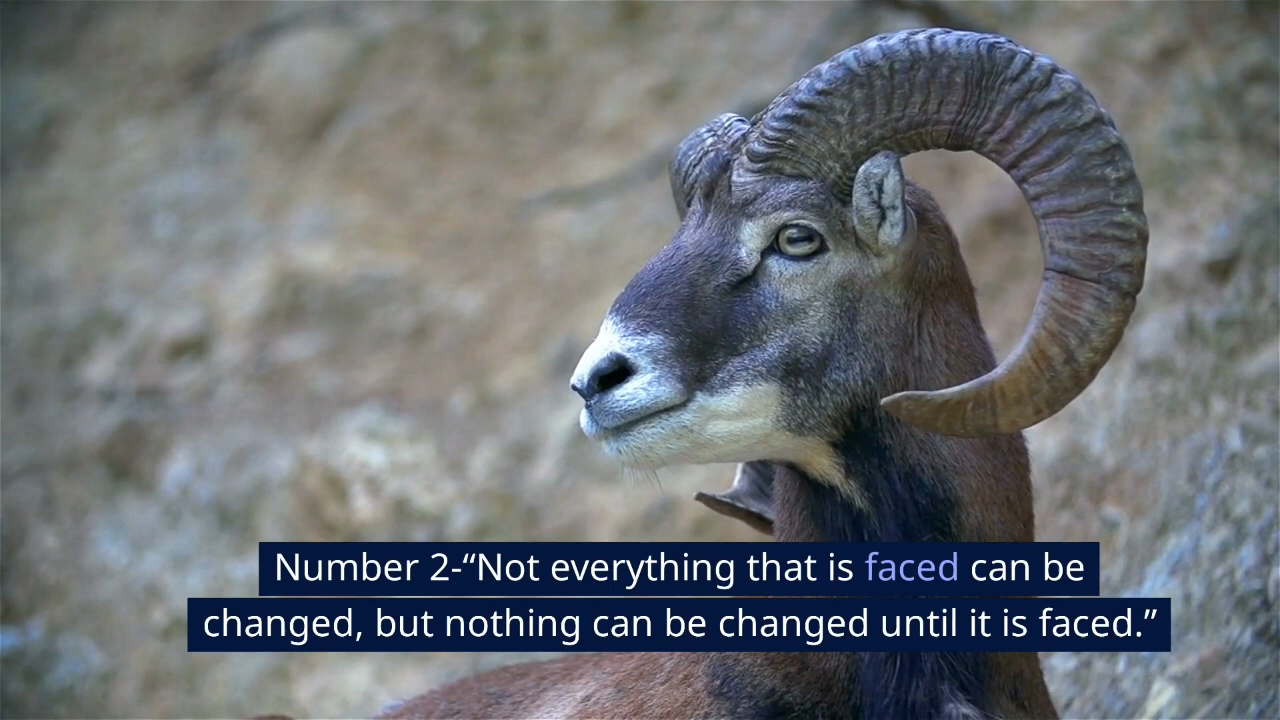 Number 2-“Not everything that is faced can be
changed, but nothing can be changed until it is faced.”